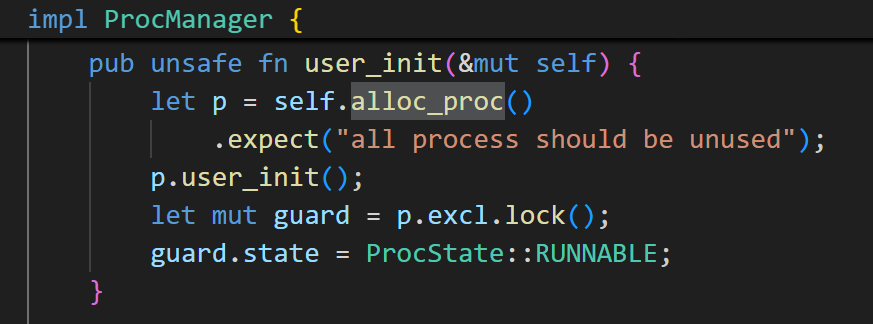 impl ProcManager {
    pub unsafe fn user_init(&mut self) {
        let p = self.alloc_proc()
            .expect("all process should be unused");
        p.user_init();
        let mut guard = p.excl.lock();
        guard.state = ProcState::RUNNABLE;
    }